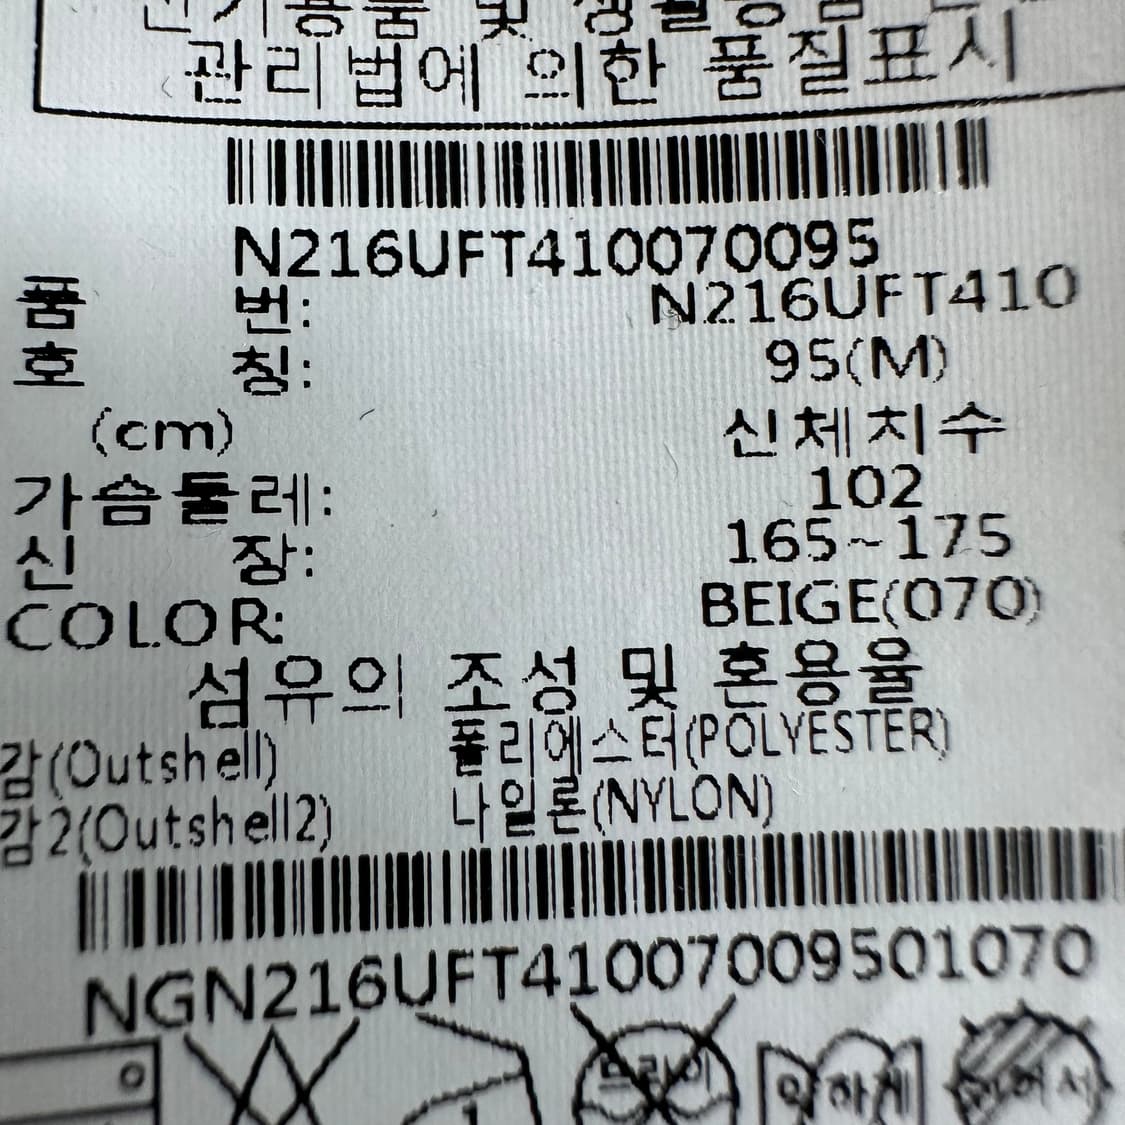 관리법에 의한 품질표시
N216UFT410070095
품 번: N216UFT410
호 칭: 95(M)
(cm) 신체치수
가슴둘레: 102
신 장: 165~175
COLOR: BEIGE(070)
섬유의 조성 및 혼용율
감(Outshell) 폴리에스터(POLYESTER)
감2(Outshell2) 나일론(NYLON)
NGN216UFT41007009501070